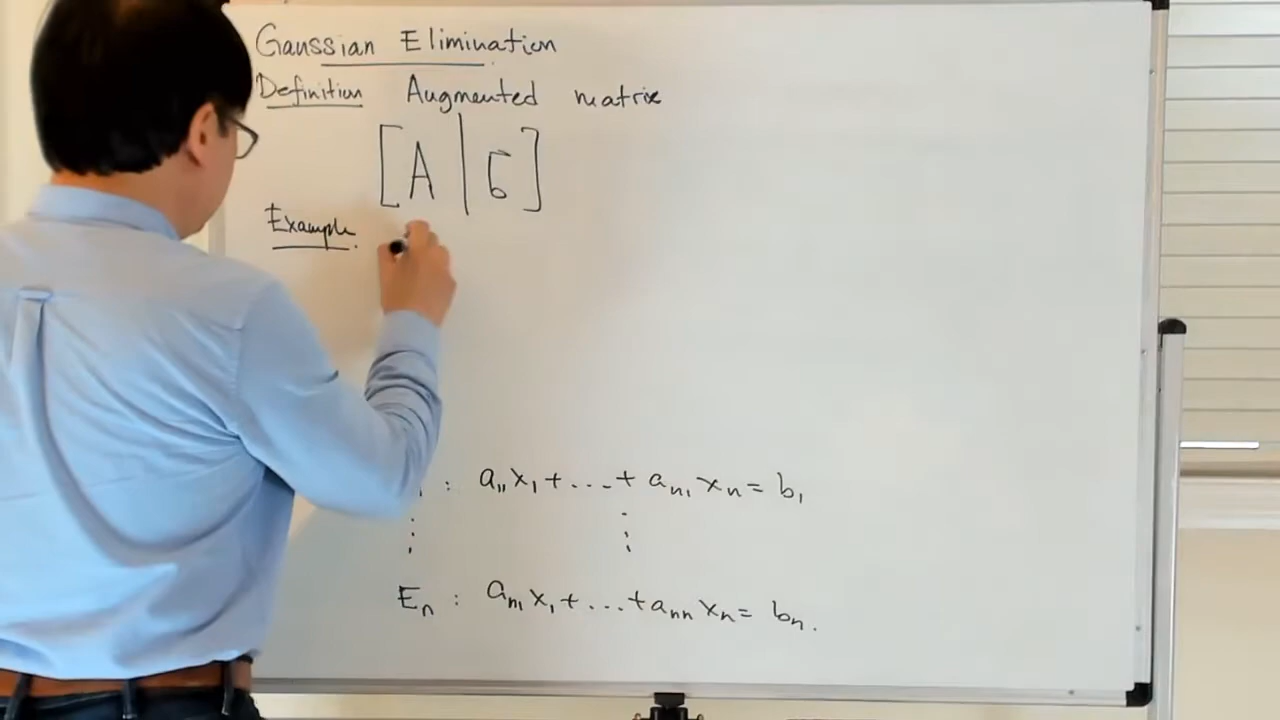 Gaussian Elimination
Definition Augmented matrix
[A | b̄]
Example.
: a₁₁x₁ + ... + aₙ₁xₙ = b₁
⋮ ⋮
Eₙ : aₙ₁x₁ + ... + aₙₙxₙ = bₙ.